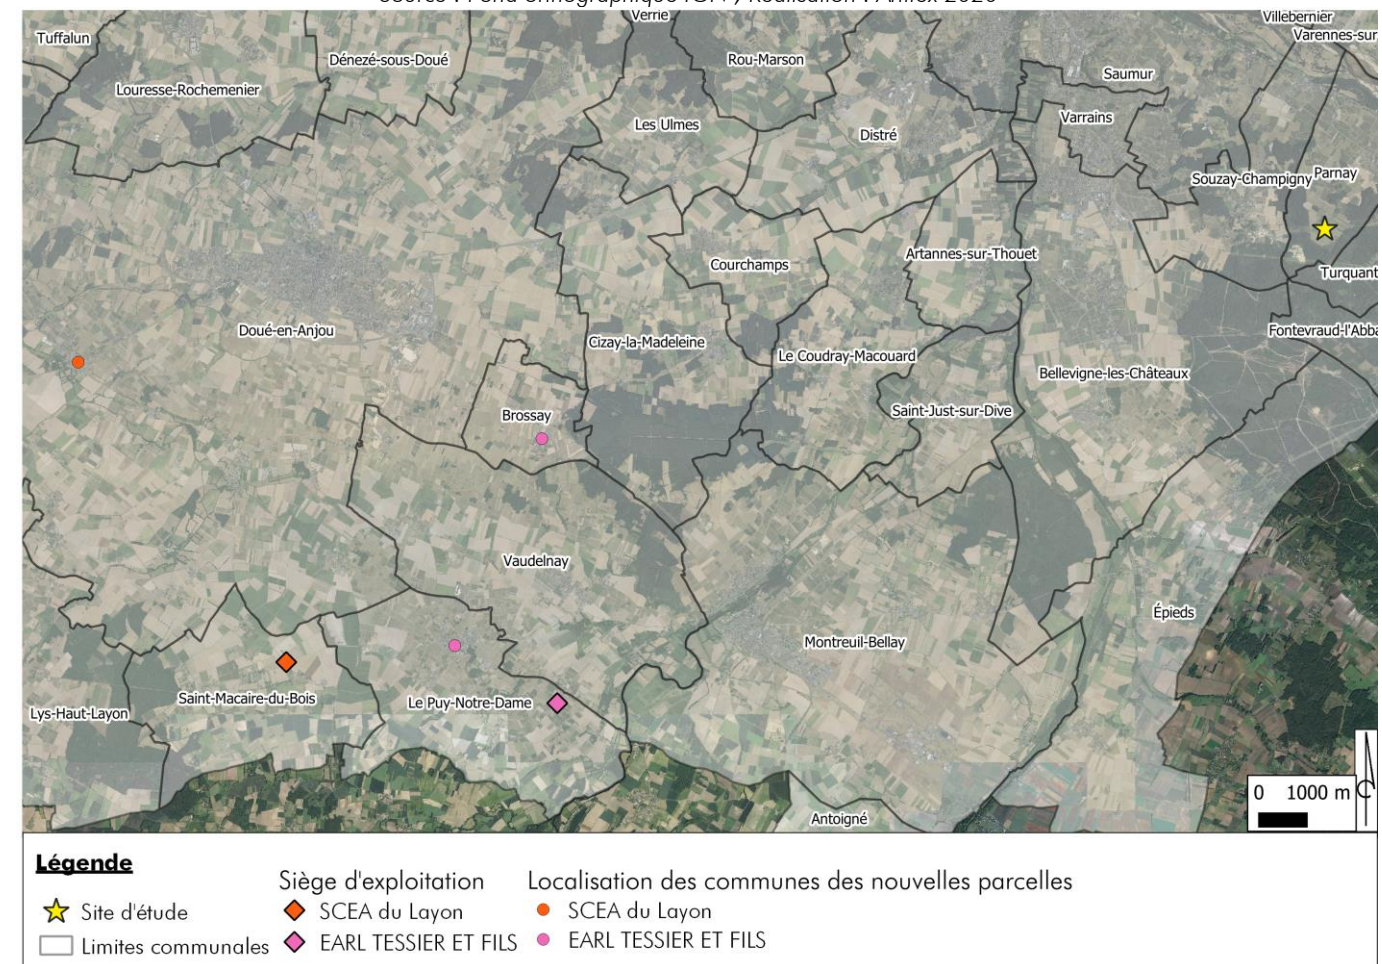 Verrie
Villebernier
Tuffalun
Varennes-sur
Dénezé-sous-Doué
Rou-Marson
Saumur
Louresse-Rochemenier
Les Ulmes
Varrains
Distré
Souzay-Champigny
Parnay
Artannes-sur-Thouet
Courchamps
Turquant
Doué-en-Anjou
Fontevraud-l'Abba
Cizay-la-Madeleine
Le Coudray-Macouard
Bellevigne-les-Châteaux
Brossay
Saint-Just-sur-Dive
Vaudelnay
Épieds
Montreuil-Bellay
Saint-Macaire-du-Bois
Le Puy-Notre-Dame
Lys-Haut-Layon
0 1000 m
Antoigné
Légende
Site d'étude
Limites communales
Siège d'exploitation
SCEA du Layon
EARL TESSIER ET FILS
Localisation des communes des nouvelles parcelles
SCEA du Layon
EARL TESSIER ET FILS